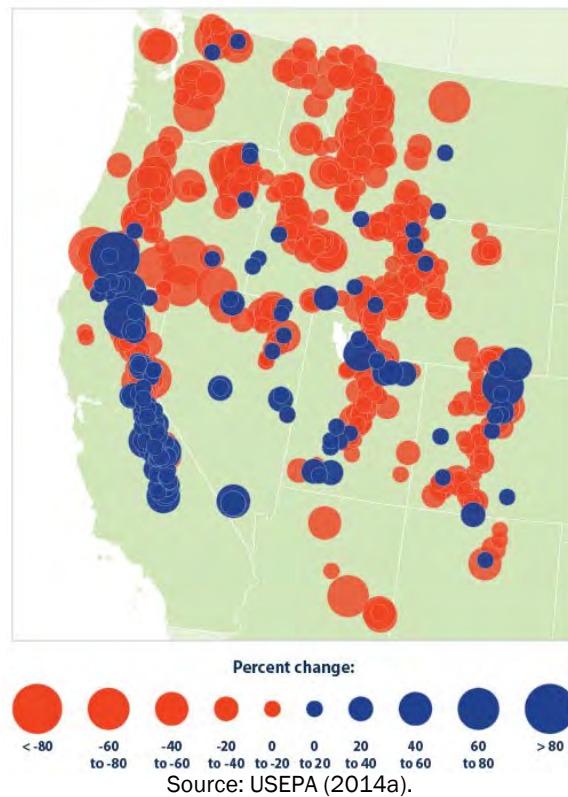 Percent change:
< -80 -60 to -80 -40 to -60 -20 to -40 0 to -20 0 to 20 20 to 40 40 to 60 60 to 80 > 80
Source: USEPA (2014a).